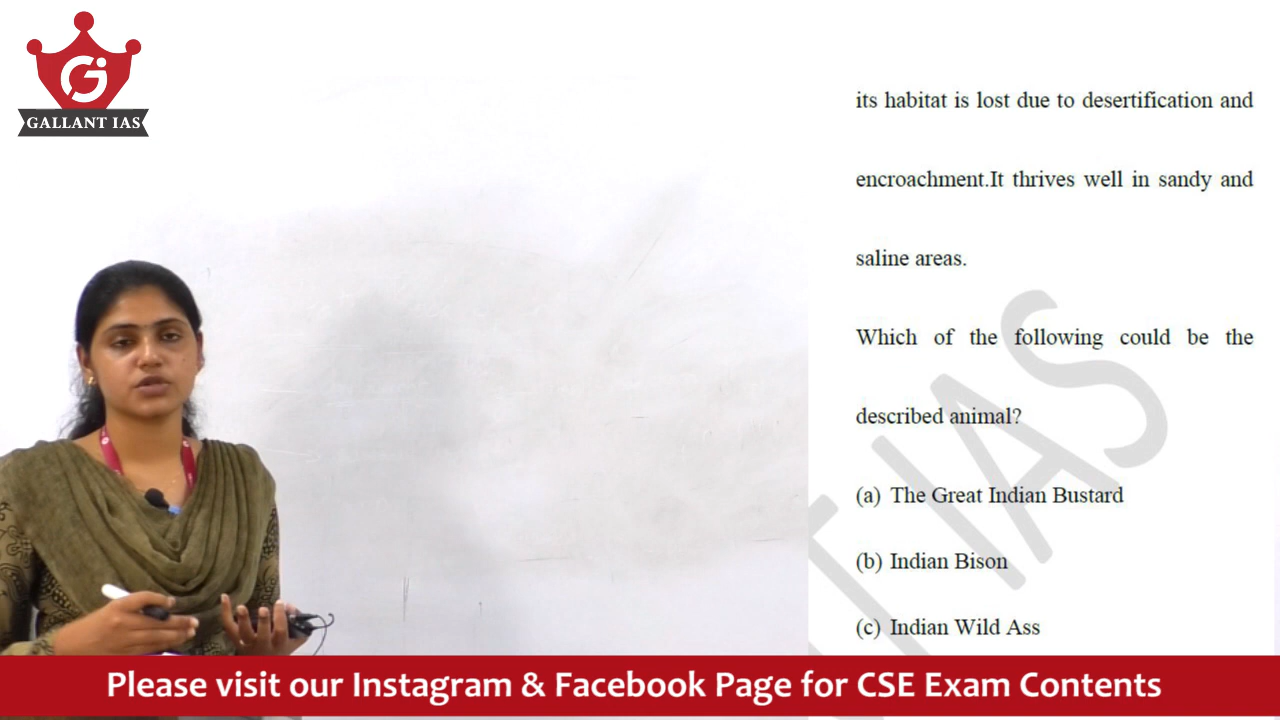 GALLANT IAS
its habitat is lost due to desertification and
encroachment.It thrives well in sandy and
saline areas.
Which of the following could be the
described animal?
(a) The Great Indian Bustard
(b) Indian Bison
(c) Indian Wild Ass
T IAS
Please visit our Instagram & Facebook Page for CSE Exam Contents